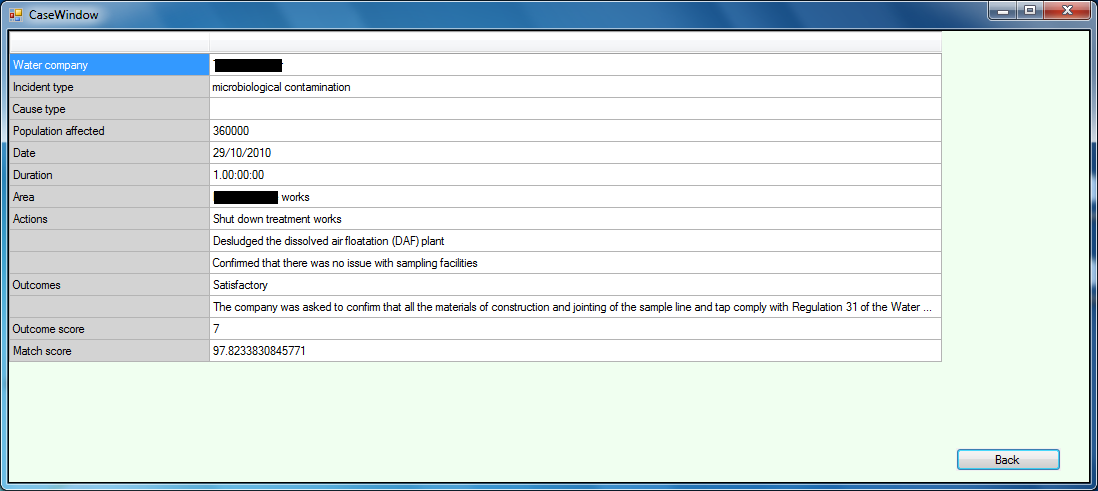 CaseWindow
Water company
Incident type microbiological contamination
Cause type
Population affected 360000
Date 29/10/2010
Duration 1.00:00:00
Area works
Actions Shut down treatment works
Desludged the dissolved air floatation (DAF) plant
Confirmed that there was no issue with sampling facilities
Outcomes Satisfactory
The company was asked to confirm that all the materials of construction and jointing of the sample line and tap comply with Regulation 31 of the Water ...
Outcome score 7
Match score 97.8233830845771
Back